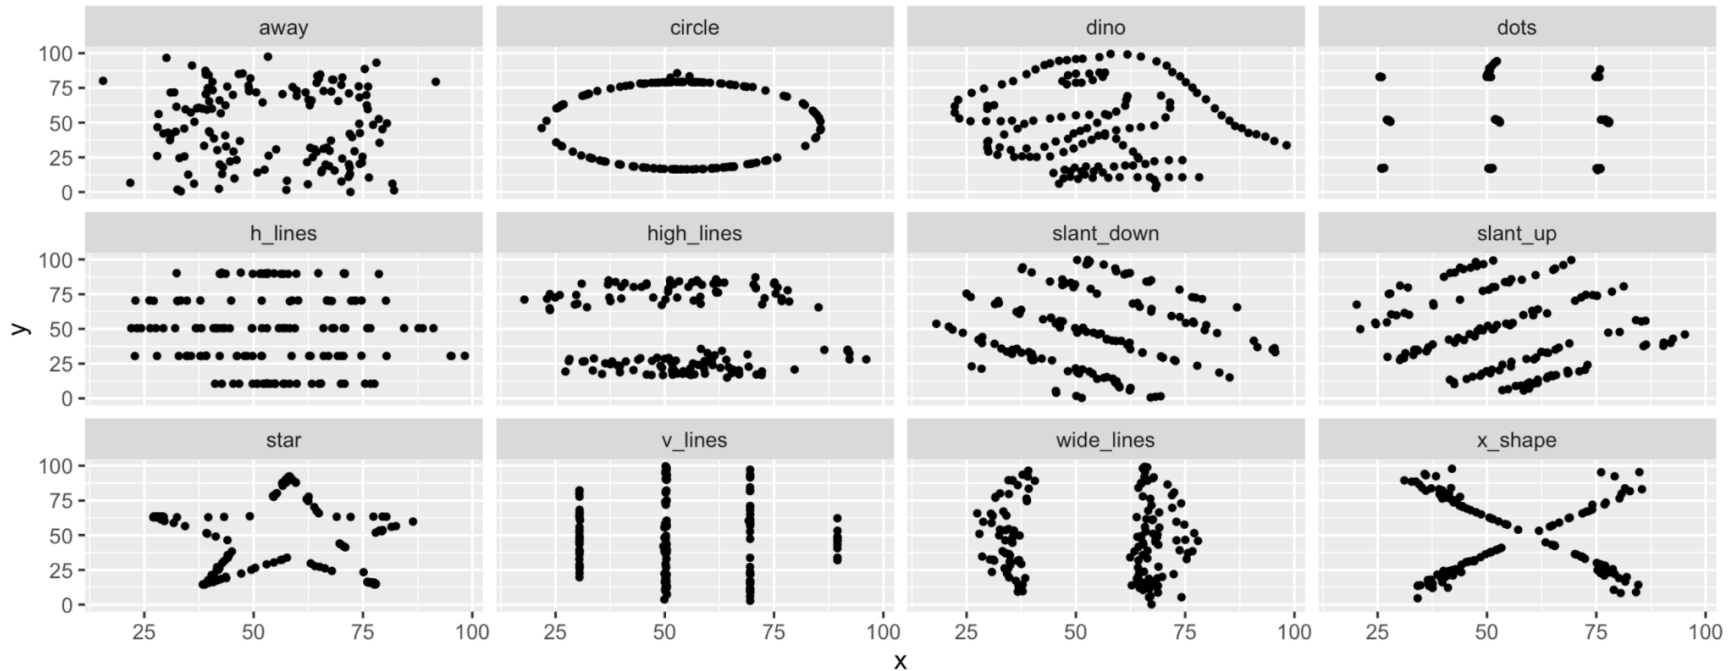 away circle dino dots
100
75
50
25
0
h_lines high_lines slant_down slant_up
100
75
50
25
0
y
star v_lines wide_lines x_shape
100
75
50
25
0
25 50 75 100 25 50 75 100 25 50 75 100 25 50 75 100
x